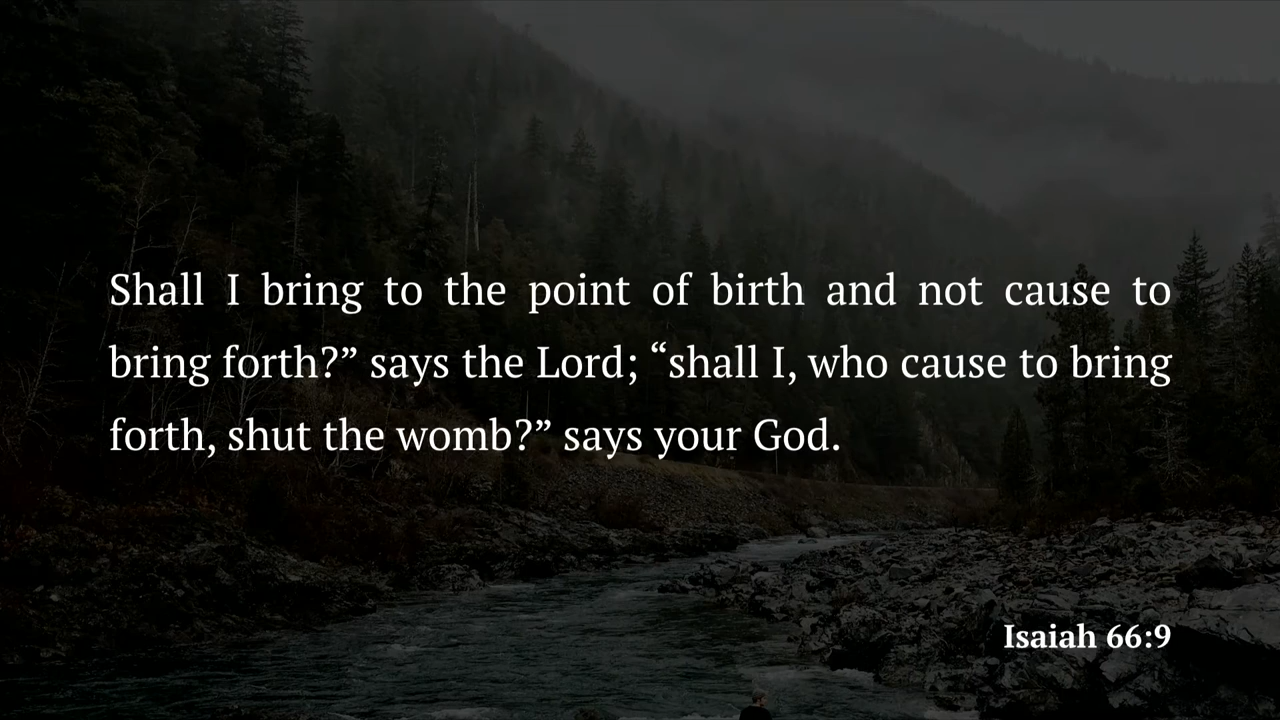 Shall I bring to the point of birth and not cause to
bring forth?” says the Lord; “shall I, who cause to bring
forth, shut the womb?” says your God.
Isaiah 66:9